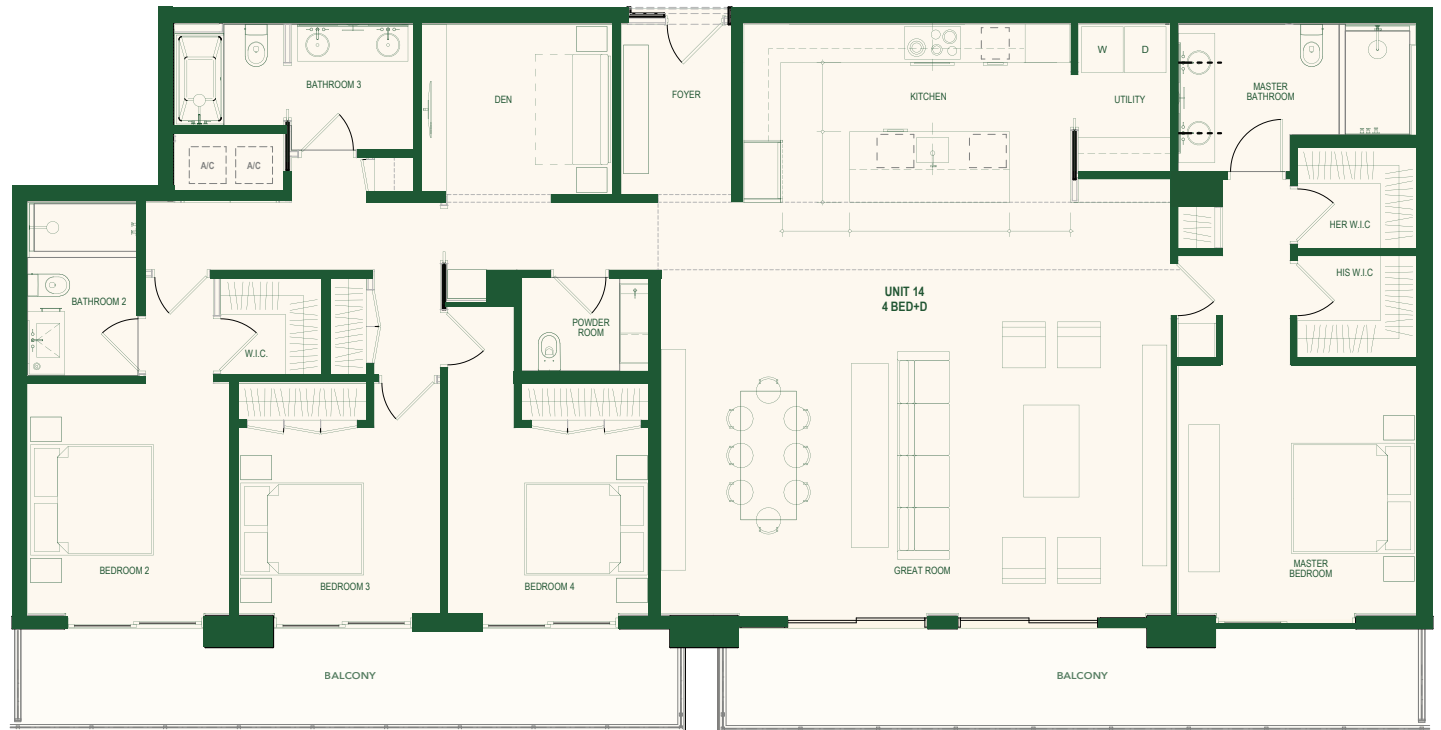 BATHROOM 3
DEN
FOYER
KITCHEN
W
D
UTILITY
MASTER
BATHROOM
A/C
A/C
HER W.I.C
HIS W.I.C
BATHROOM 2
W.I.C.
POWDER
ROOM
UNIT 14
4 BED+D
BEDROOM 2
BEDROOM 3
BEDROOM 4
GREAT ROOM
MASTER
BEDROOM
BALCONY
BALCONY